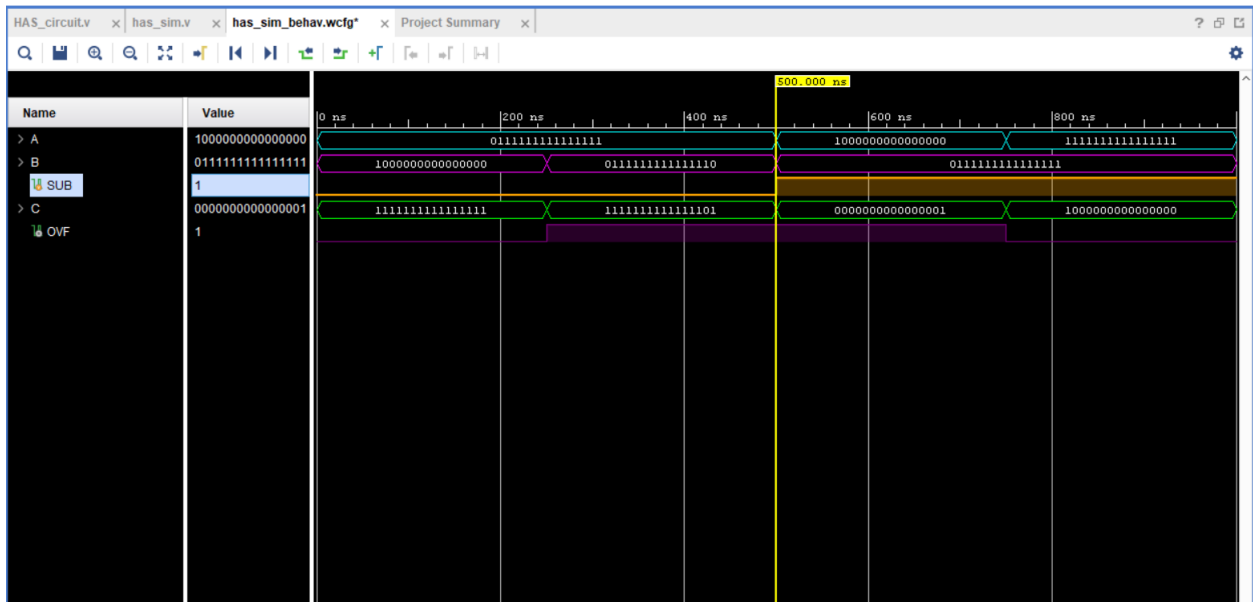 HAS_circuit.v × has_sim.v × has_sim_behav.wcfg* × Project Summary × ?
500.000 ns
Name Value 0 ns 200 ns 400 ns 600 ns 800 ns
> A 1000000000000000 0111111111111111 1000000000000000 1111111111111111
> B 0111111111111111 1000000000000000 0111111111111110 0111111111111111
SUB 1
> C 0000000000000001 1111111111111111 1111111111111101 0000000000000001 1000000000000000
OVF 1